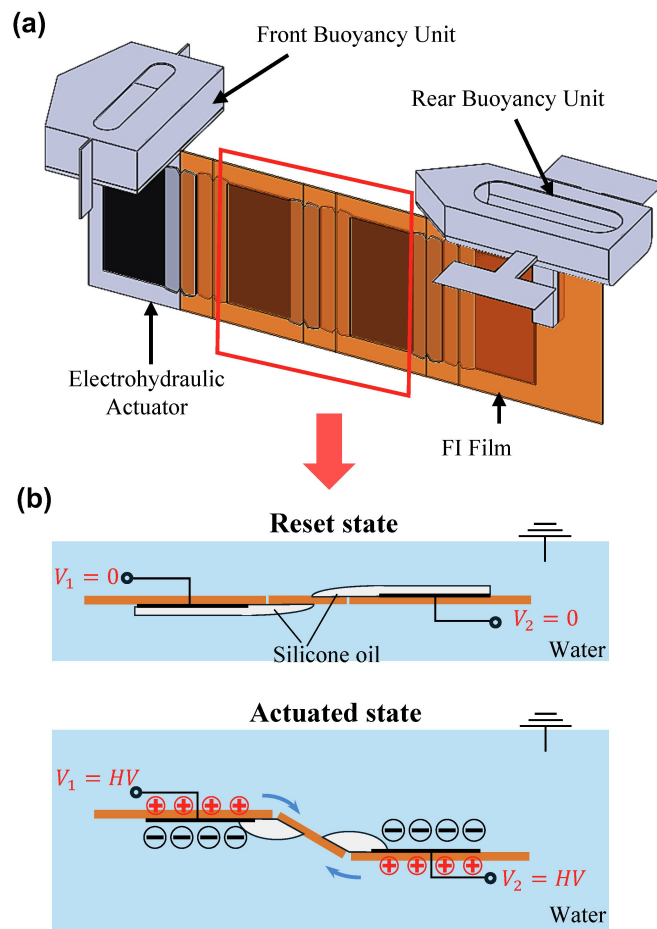 (a)
Front Buoyancy Unit
Rear Buoyancy
Unit
Electrohydraulic
Actuator
FI Film
(b)
Reset state
V₁ = 0
V₂ = 0
Silicone oil
Water
Actuated state
V₁ = HV
V₂ = HV
Water